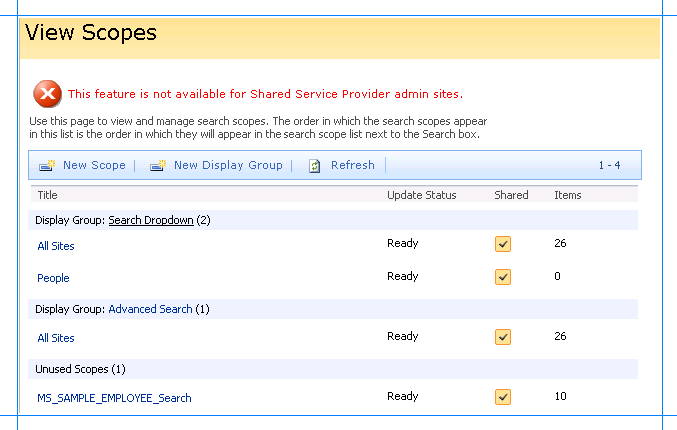 View Scopes
This feature is not available for Shared Service Provider admin sites.
Use this page to view and manage search scopes. The order in which the search scopes appear
in this list is the order in which they will appear in the search scope list next to the Search box.
New Scope New Display Group Refresh 1 - 4
Title Update Status Shared Items
Display Group: Search Dropdown (2)
All Sites Ready 26
People Ready 0
Display Group: Advanced Search (1)
All Sites Ready 26
Unused Scopes (1)
MS_SAMPLE_EMPLOYEE_Search Ready 10